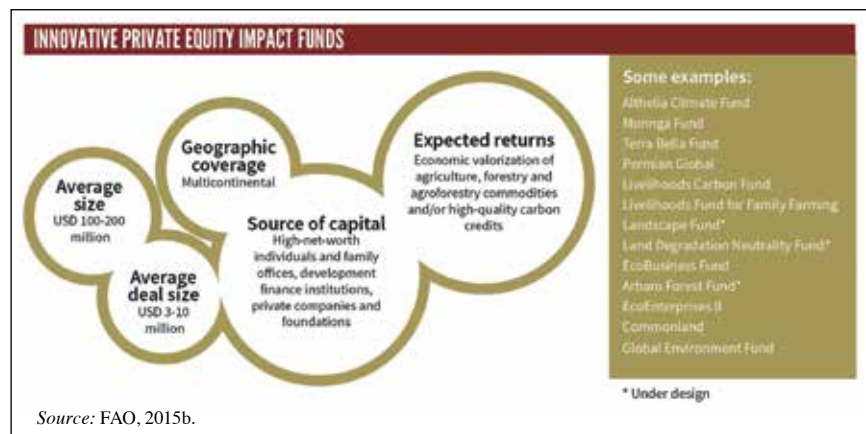 INNOVATIVE PRIVATE EQUITY IMPACT FUNDS
Average
size
USD 100-200
million
Geographic
coverage
Multicontinental
Average
deal size
USD 3-10
million
Source of capital
High-net-worth
individuals and family
offices, development
finance institutions,
private companies and
foundations
Expected returns
Economic valorization of
agriculture, forestry and
agroforestry commodities
and/or high-quality carbon
credits
Some examples:
Althelia Climate Fund
Moringa Fund
Terra Bella Fund
Permian Global
Livelihoods Carbon Fund
Livelihoods Fund for Family Farming
Landscape Fund*
Land Degradation Neutrality Fund*
EcoBusiness Fund
Arbaro Forest Fund*
EcoEnterprises II
Commonland
Global Environment Fund
* Under design
Source: FAO, 2015b.